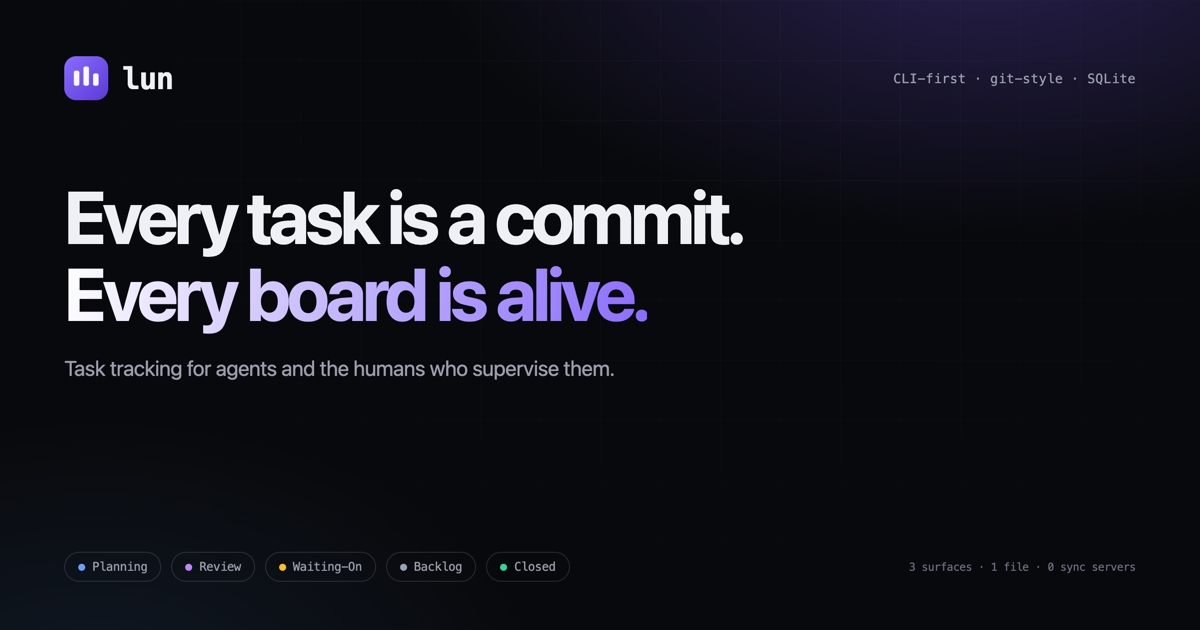 lun
CLI-first · git-style · SQLite
Every task is a commit.
Every board is alive.
Task tracking for agents and the humans who supervise them.
Planning
Review
Waiting-On
Backlog
Closed
3 surfaces · 1 file · 0 sync servers